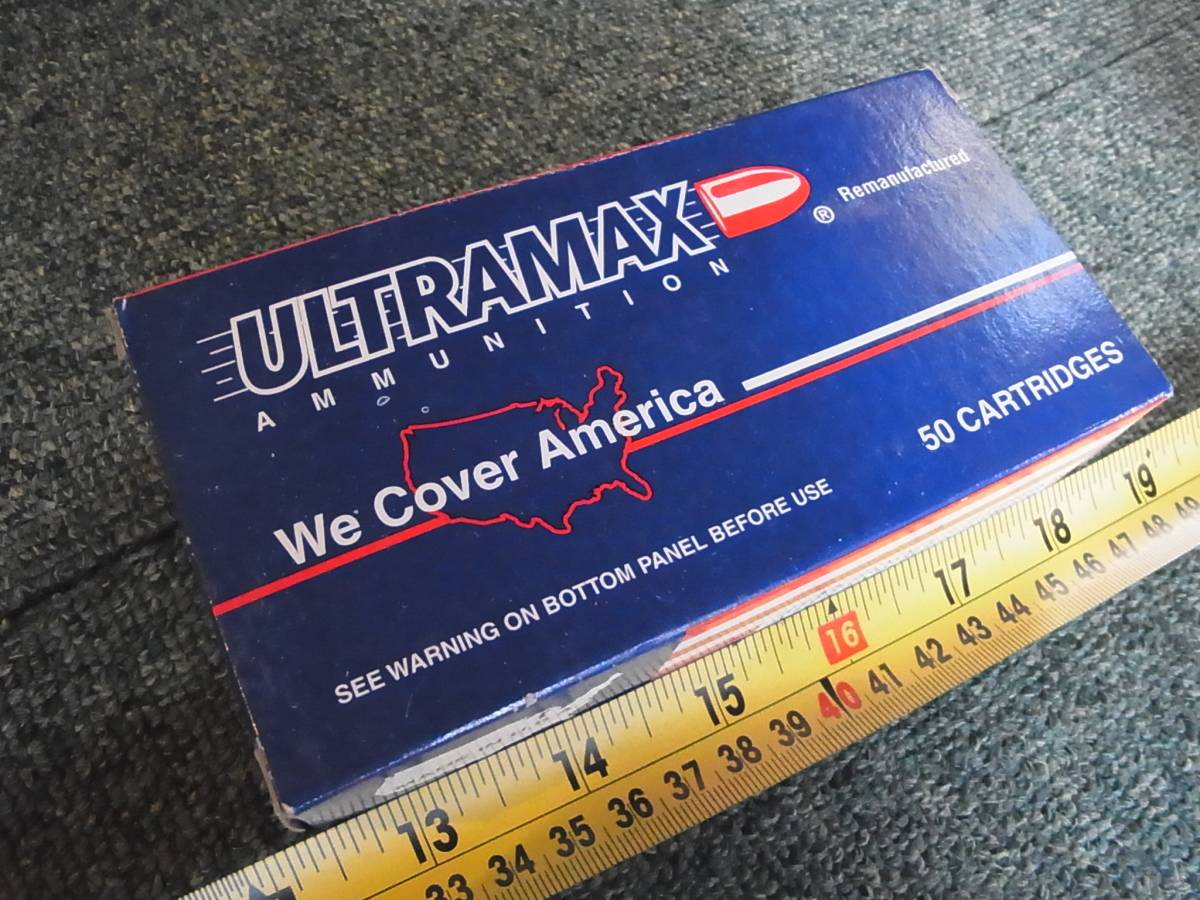 ULTRAMAX
®
Remanufactured
AMMUNITION
We Cover America
50 CARTRIDGES
SEE WARNING ON BOTTOM PANEL BEFORE USE
13 14 15 16 17 18 19
33 34 35 36 37 38 39 40 41 42 43 44 45 46 47 48 49